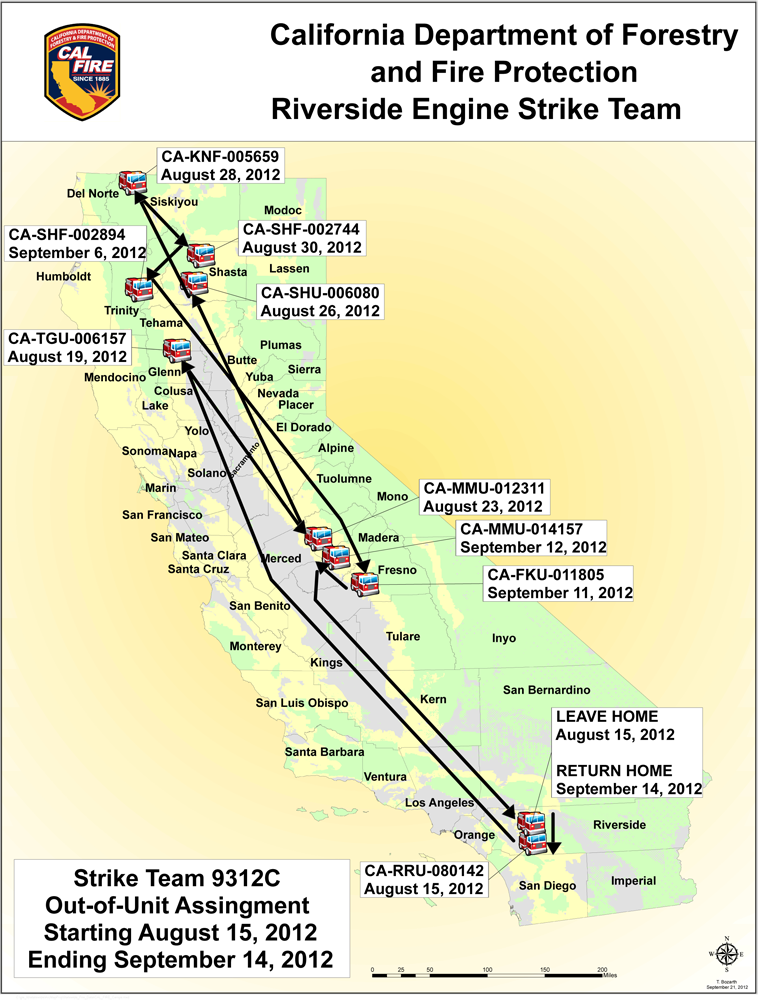 CALIFORNIA DEPARTMENT OF
FORESTRY & FIRE PROTECTION
CAL
FIRE
SINCE 1885
California Department of Forestry
and Fire Protection
Riverside Engine Strike Team
CA-KNF-005659
August 28, 2012
Del Norte
Siskiyou
Modoc
CA-SHF-002894
September 6, 2012
CA-SHF-002744
August 30, 2012
Humboldt
Shasta
Lassen
CA-SHU-006080
August 26, 2012
Trinity
Tehama
CA-TGU-006157
August 19, 2012
Plumas
Butte
Glenn
Sierra
Mendocino
Yuba
Colusa
Nevada
Lake
Placer
Yolo
El Dorado
Sonoma
Napa
Sacramento
Alpine
Solano
Tuolumne
Marin
Mono
CA-MMU-012311
August 23, 2012
San Francisco
San Mateo
Madera
CA-MMU-014157
September 12, 2012
Santa Clara
Merced
Santa Cruz
Fresno
CA-FKU-011805
September 11, 2012
San Benito
Tulare
Inyo
Monterey
Kings
San Bernardino
Kern
San Luis Obispo
LEAVE HOME
August 15, 2012
RETURN HOME
September 14, 2012
Santa Barbara
Ventura
Los Angeles
Riverside
Orange
CA-RRU-080142
August 15, 2012
San Diego
Imperial
Strike Team 9312C
Out-of-Unit Assingment
Starting August 15, 2012
Ending September 14, 2012
0 25 50 100 150 200
Miles
N
W E
S
T. Bozarth
September 21, 2012